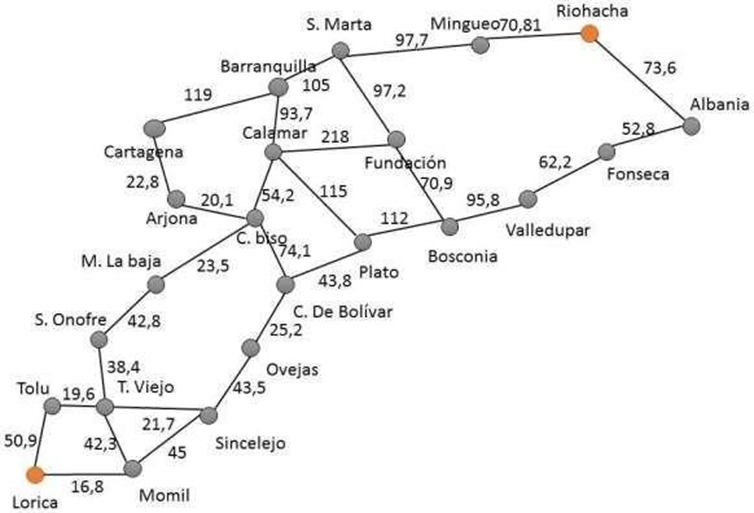 Riohacha
S. Marta
Mingueo
70,81
97,7
Barranquilla
105
73,6
119
97,2
Albania
93,7
Calamar
218
52,8
Cartagena
Fundación
62,2
Fonseca
22,8
20,1
54,2
115
70,9
95,8
Arjona
112
Valledupar
C. biso
74,1
M. La baja
23,5
Plato
Bosconia
43,8
S. Onofre
42,8
C. De Bolívar
25,2
38,4
Ovejas
Tolu
19,6
T. Viejo
43,5
50,9
42,3
21,7
45
Sincelejo
16,8
Lorica
Momil